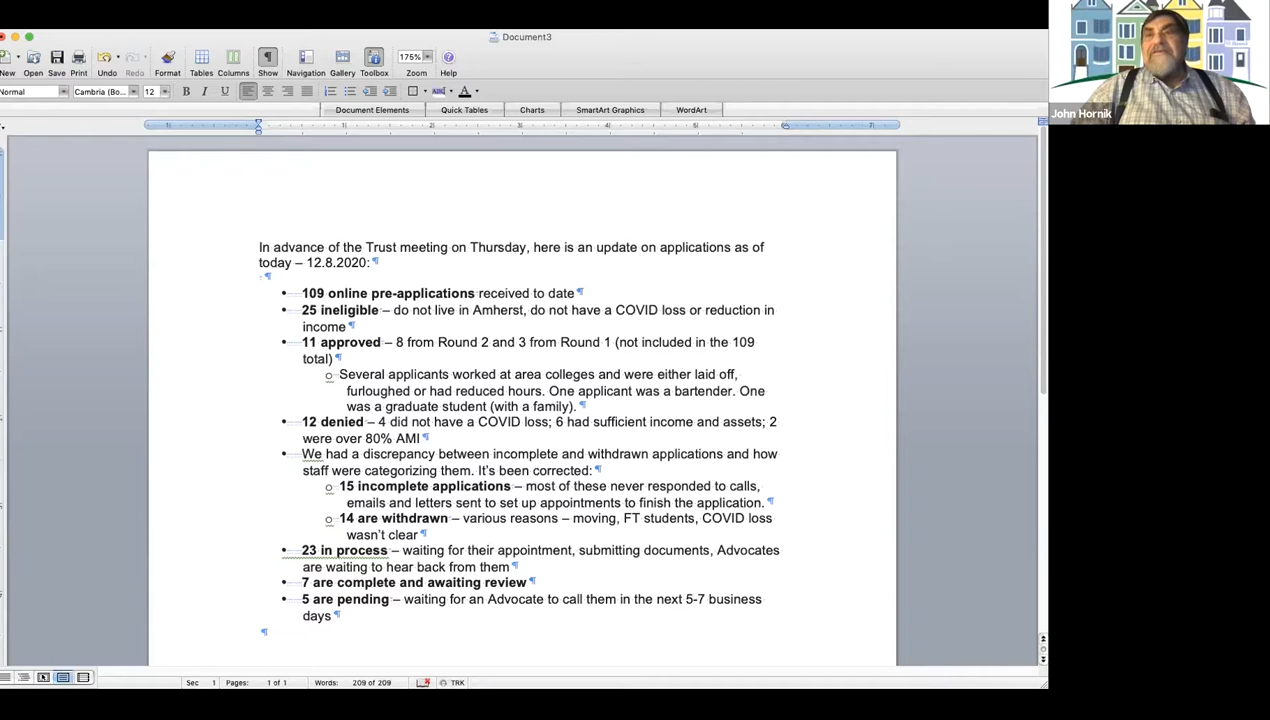 Document3
New Open Save Print Undo Redo Format Tables Columns Show Navigation Gallery Toolbox 175% Zoom Help
Normal Cambria (Bo... 12 B I U
Document Elements Quick Tables Charts SmartArt Graphics WordArt
John Hornik
In advance of the Trust meeting on Thursday, here is an update on applications as of
today – 12.8.2020:
• 109 online pre-applications received to date
• 25 ineligible – do not live in Amherst, do not have a COVID loss or reduction in
income
• 11 approved – 8 from Round 2 and 3 from Round 1 (not included in the 109
total)
o Several applicants worked at area colleges and were either laid off,
furloughed or had reduced hours. One applicant was a bartender. One
was a graduate student (with a family).
• 12 denied – 4 did not have a COVID loss; 6 had sufficient income and assets; 2
were over 80% AMI
• We had a discrepancy between incomplete and withdrawn applications and how
staff were categorizing them. It's been corrected:
o 15 incomplete applications – most of these never responded to calls,
emails and letters sent to set up appointments to finish the application.
o 14 are withdrawn – various reasons – moving, FT students, COVID loss
wasn't clear
• 23 in process – waiting for their appointment, submitting documents, Advocates
are waiting to hear back from them
• 7 are complete and awaiting review
• 5 are pending – waiting for an Advocate to call them in the next 5-7 business
days
Sec 1 Pages: 1 of 1 Words: 209 of 209 TRK